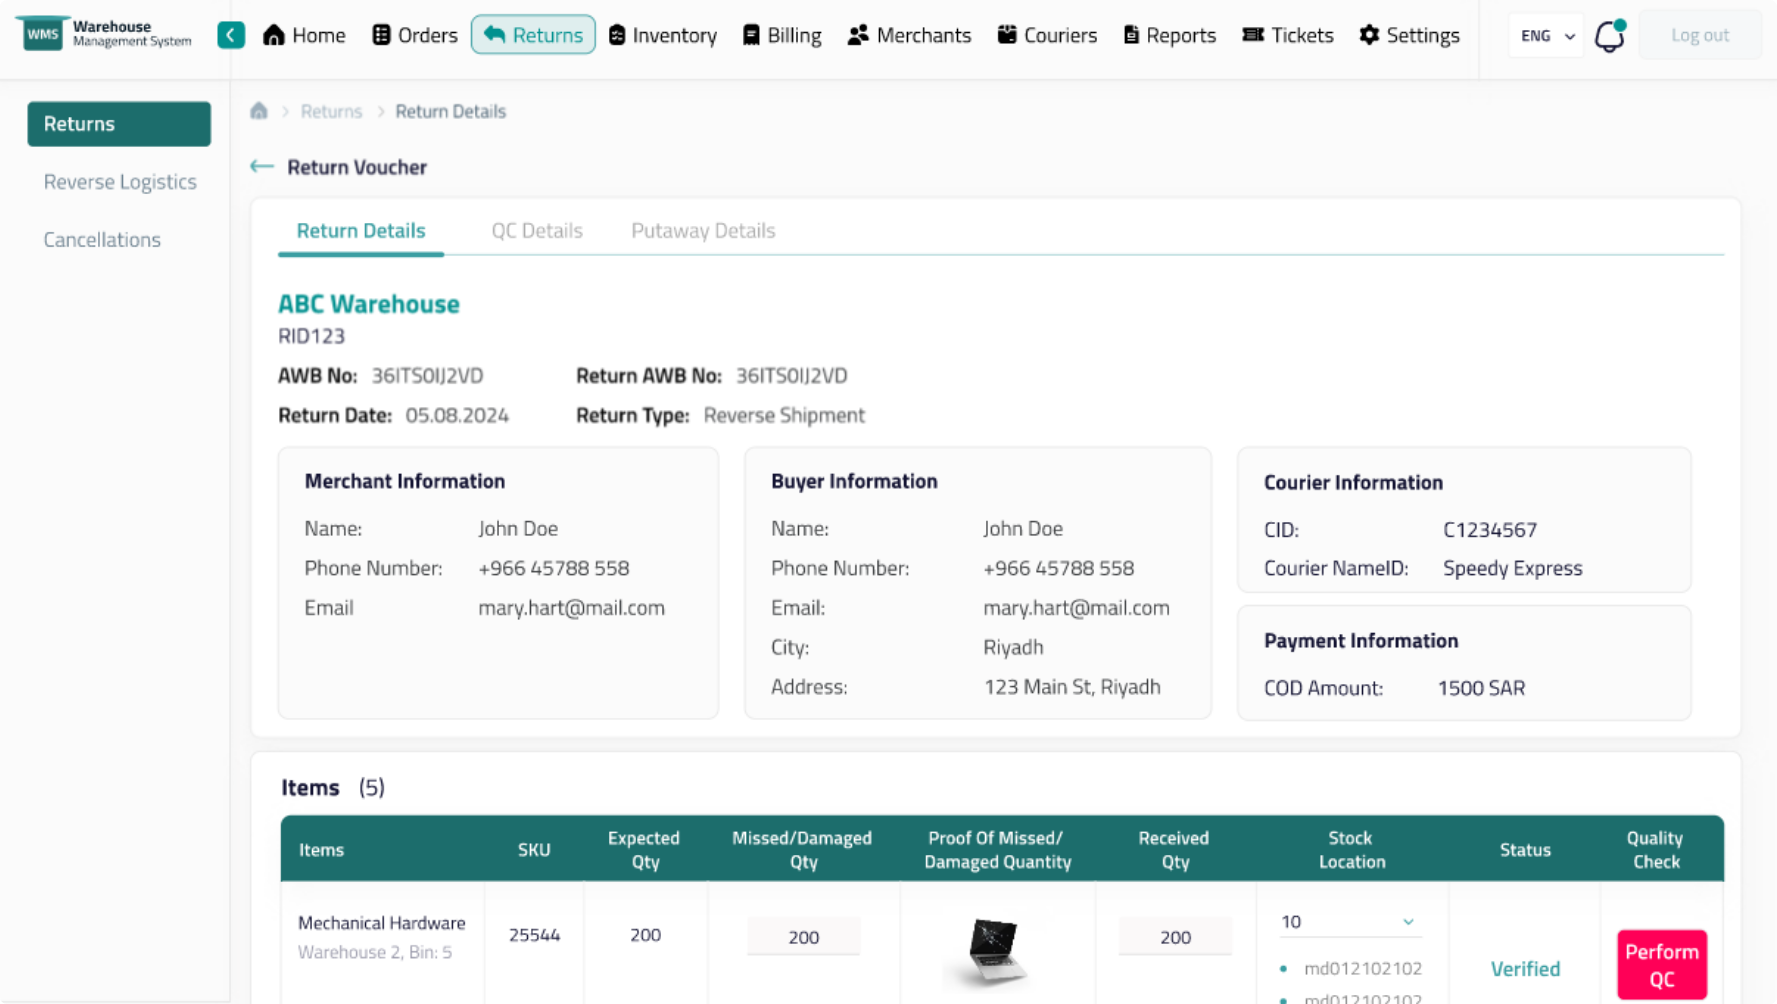 WMS Warehouse
Management System
Home Orders Returns Inventory Billing Merchants Couriers Reports Tickets Settings ENG Log out
Returns
Reverse Logistics
Cancellations
Returns > Return Details
Return Voucher
Return Details QC Details Putaway Details
ABC Warehouse
RID123
AWB No: 36ITS0IJ2VD Return AWB No: 36ITS0IJ2VD
Return Date: 05.08.2024 Return Type: Reverse Shipment
Merchant Information
Name: John Doe
Phone Number: +966 45788 558
Email mary.hart@mail.com
Buyer Information
Name: John Doe
Phone Number: +966 45788 558
Email: mary.hart@mail.com
City: Riyadh
Address: 123 Main St, Riyadh
Courier Information
CID: C1234567
Courier NameID: Speedy Express
Payment Information
COD Amount: 1500 SAR
Items (5)
Items SKU Expected Qty Missed/Damaged Qty Proof Of Missed/ Damaged Quantity Received Qty Stock Location Status Quality Check
Mechanical Hardware
Warehouse 2, Bin: 5
25544 200 200 200
10
md012102102
md012102102
Verified
Perform
QC